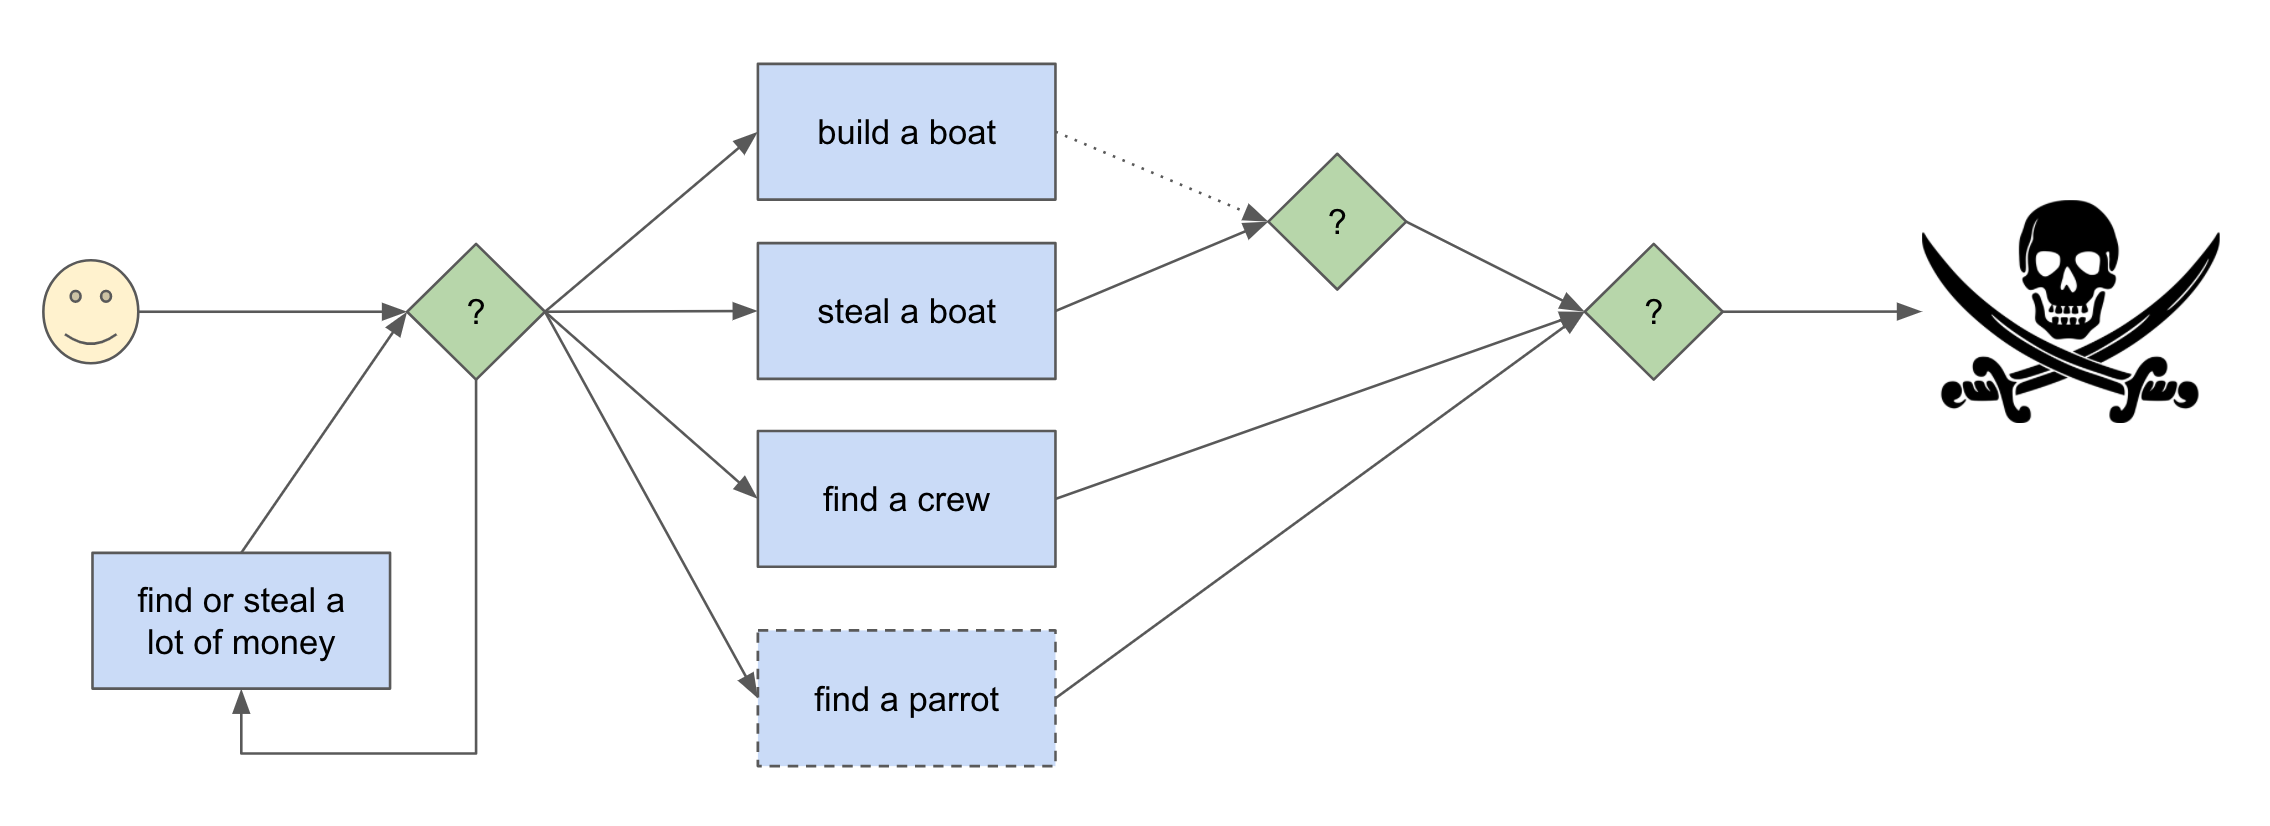 build a boat
?
steal a boat
?
?
find a crew
find or steal a
lot of money
find a parrot